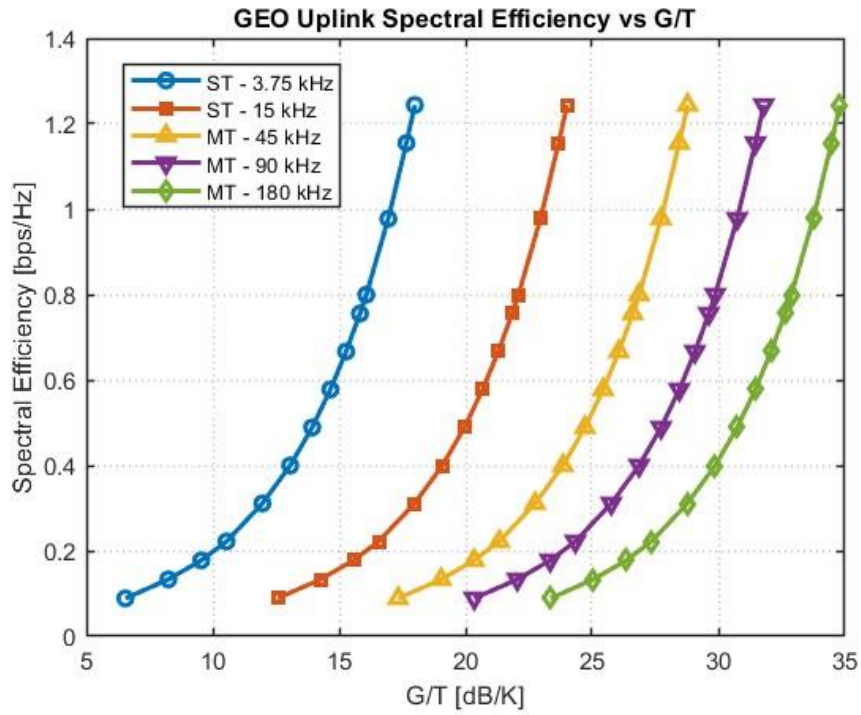 GEO Uplink Spectral Efficiency vs G/T
1.4
1.2
1
0.8
0.6
0.4
0.2
0
Spectral Efficiency [bps/Hz]
ST - 3.75 kHz
ST - 15 kHz
MT - 45 kHz
MT - 90 kHz
MT - 180 kHz
5 10 15 20 25 30 35
G/T [dB/K]